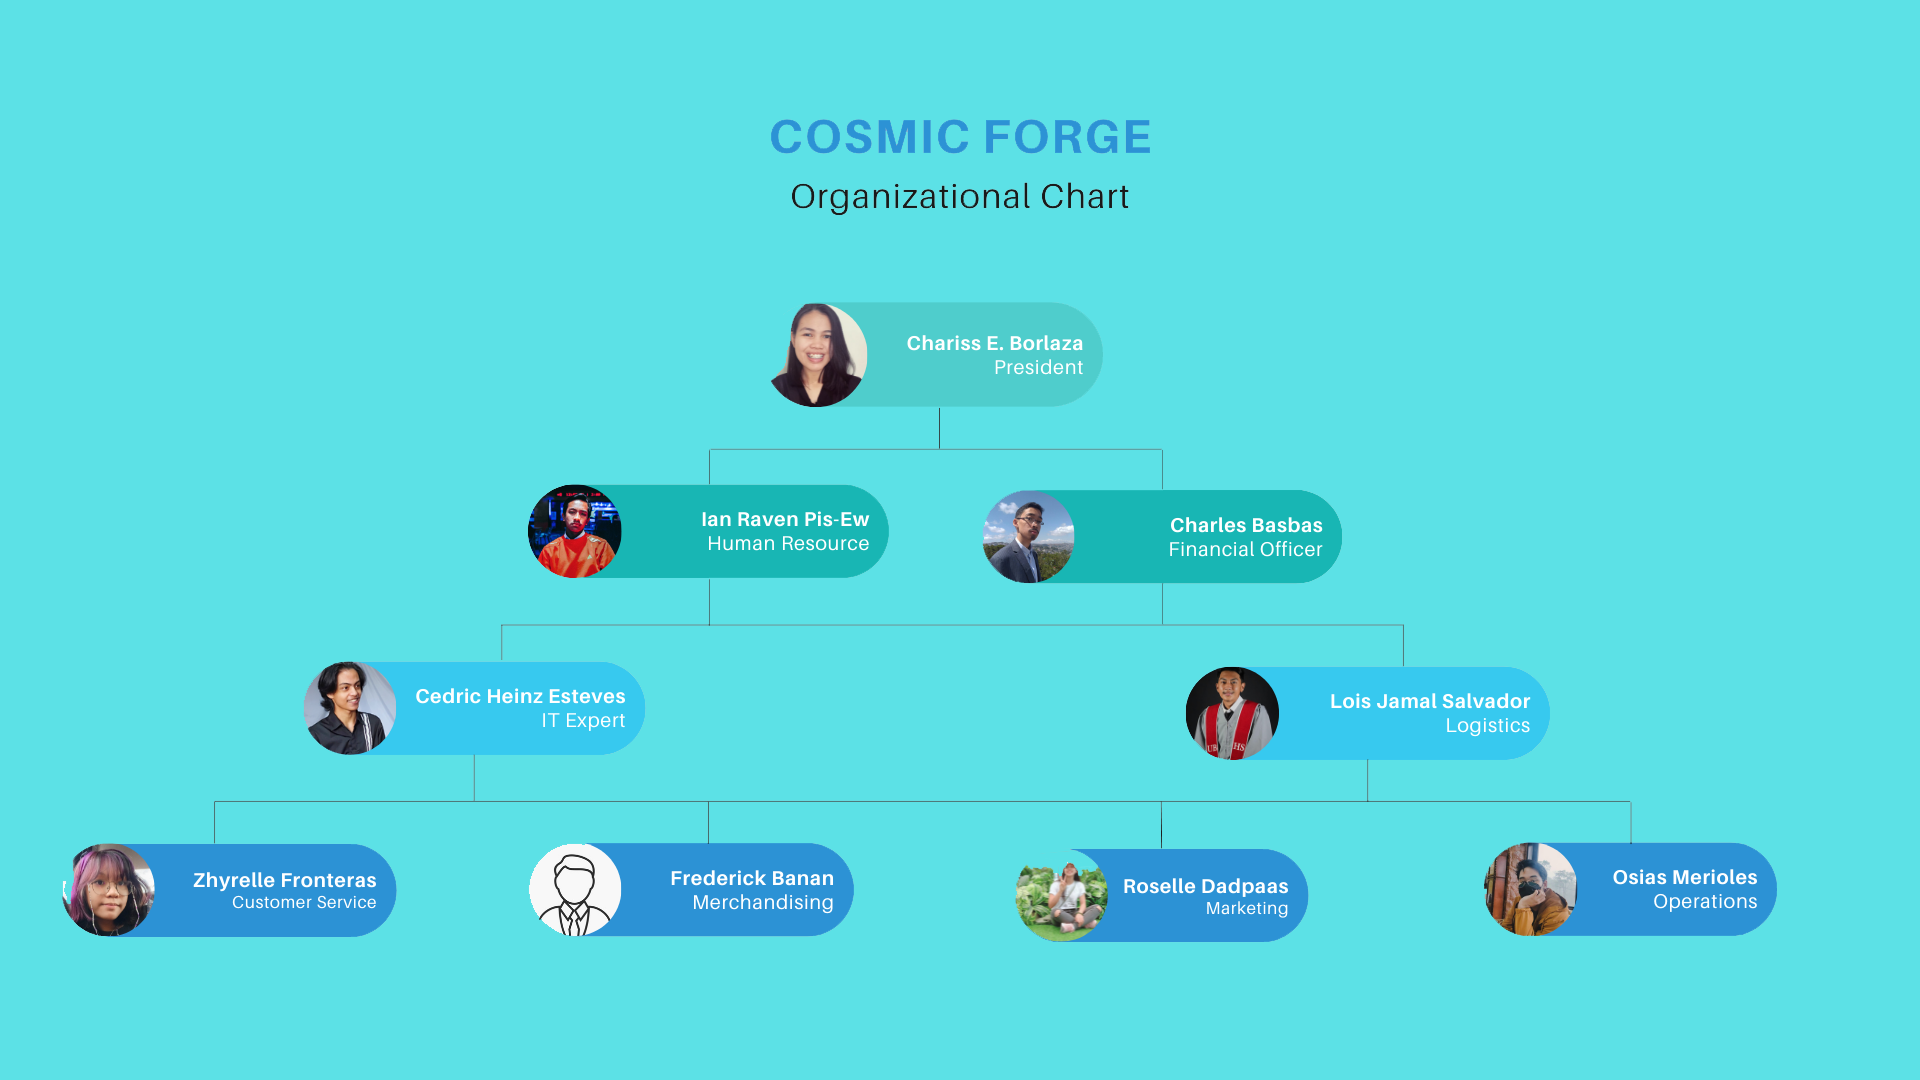 COSMIC FORGE
Organizational Chart
Chariss E. Borlaza
President
Ian Raven Pis-Ew
Human Resource
Charles Basbas
Financial Officer
Cedric Heinz Esteves
IT Expert
Lois Jamal Salvador
Logistics
UB HS
Zhyrelle Fronteras
Customer Service
Frederick Banan
Merchandising
Roselle Dadpaas
Marketing
Osias Merioles
Operations